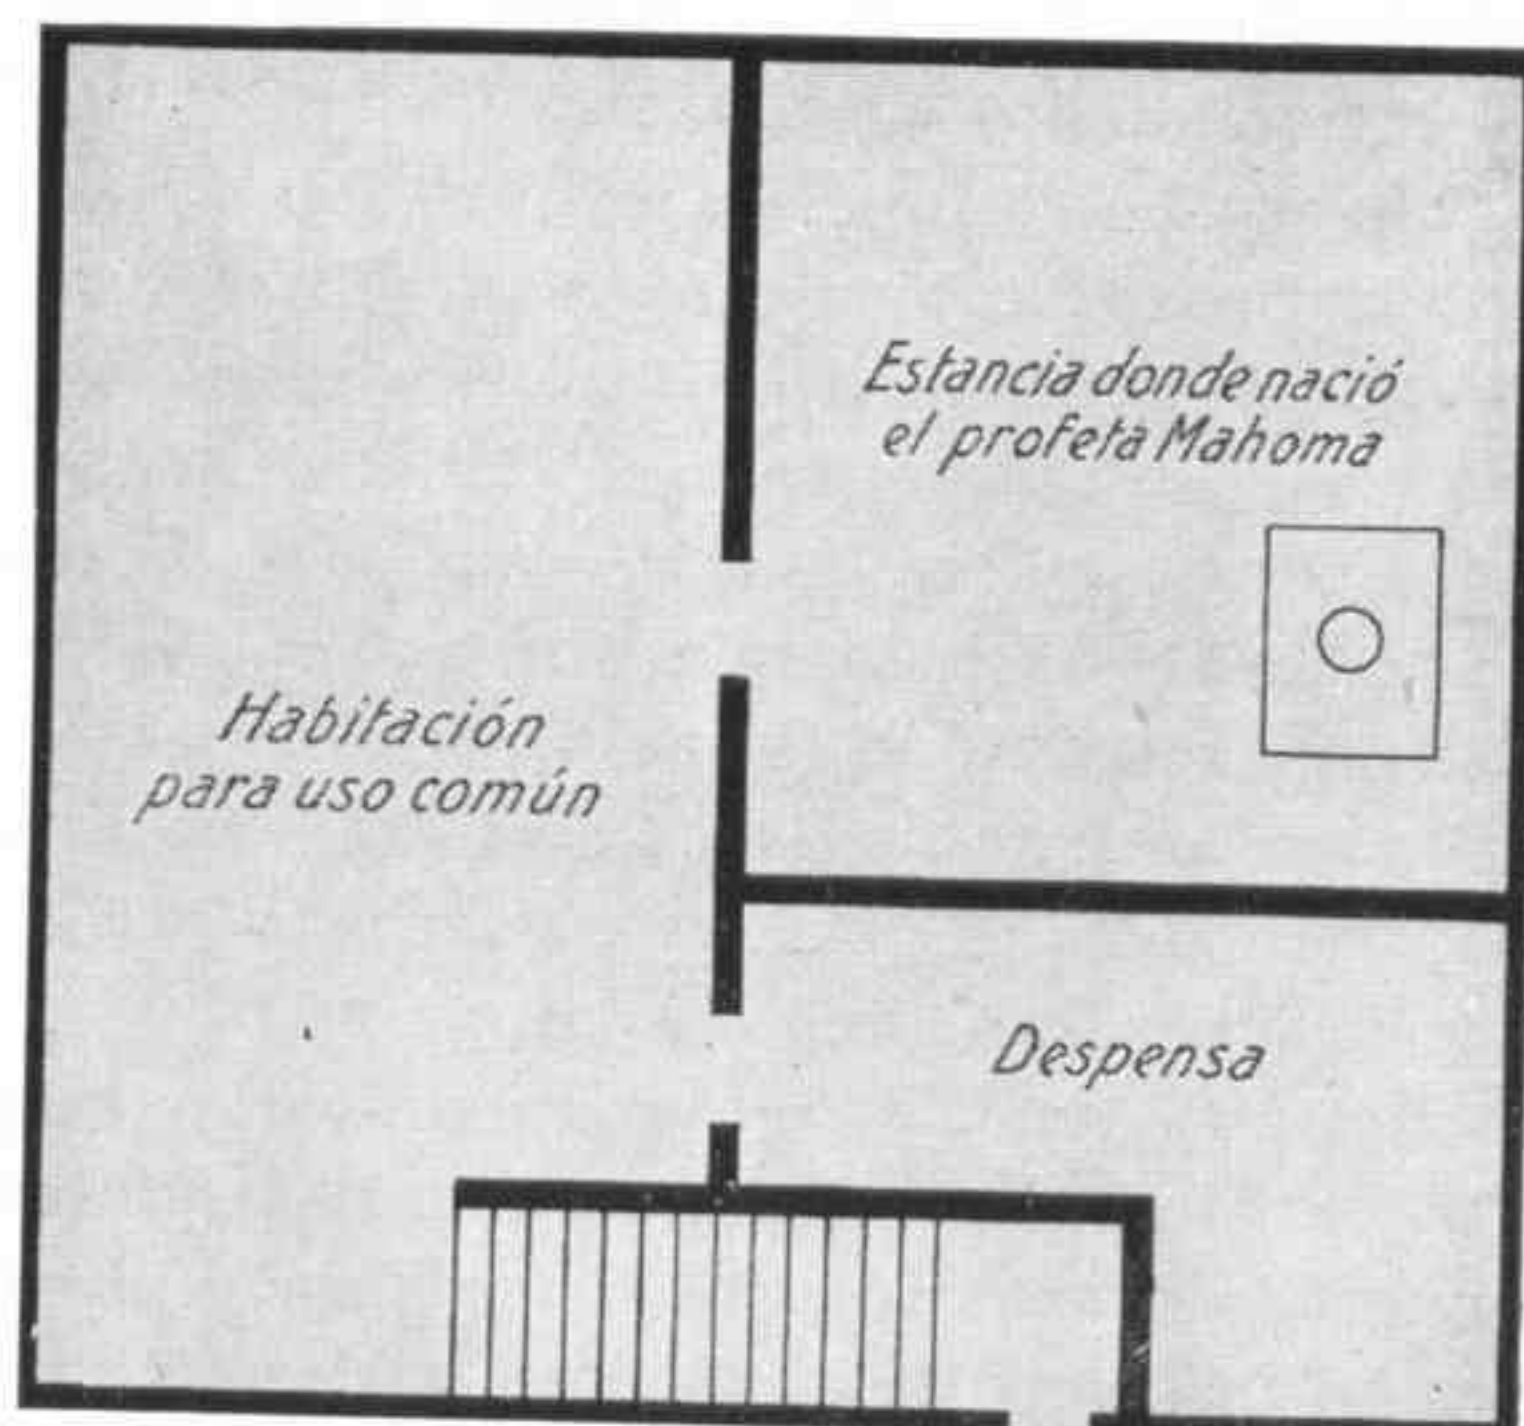 Estancia donde nació
el profeta Mahoma
Habitación
para uso común
Despensa